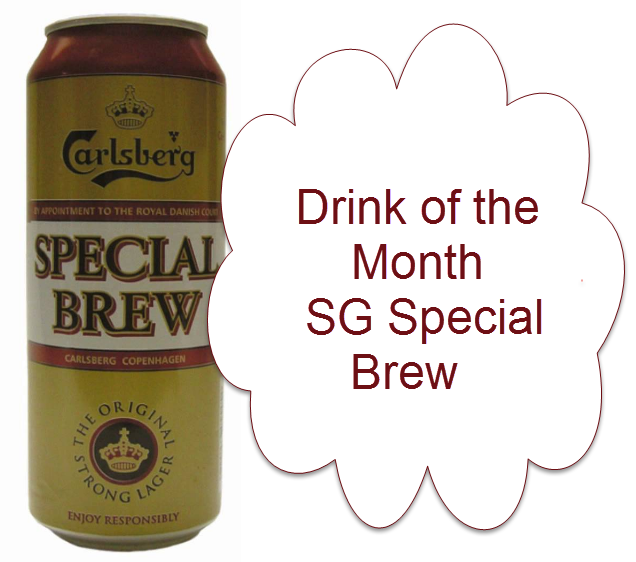 Carlsberg
BY APPOINTMENT TO THE ROYAL DANISH COURT
SPECIAL
BREW
CARLSBERG COPENHAGEN
THE ORIGINAL
STRONG LAGER
ENJOY RESPONSIBLY
Drink of the
Month
SG Special
Brew